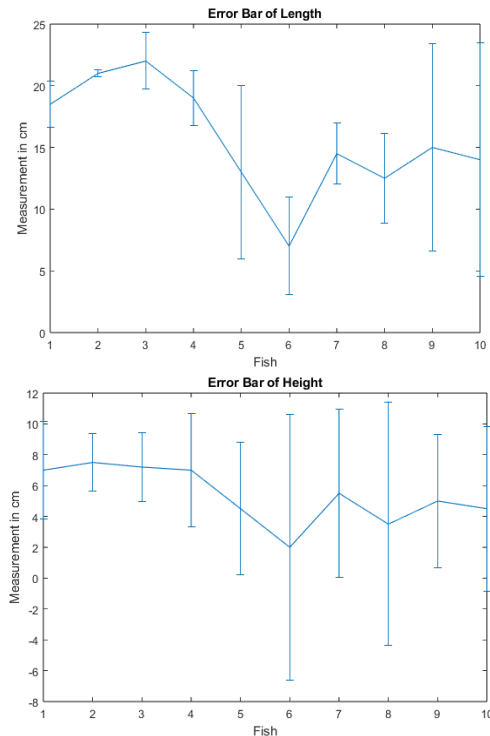 Error Bar of Length
25
20
15
10
5
0
Measurement in cm
1 2 3 4 5 6 7 8 9 10
Fish
Error Bar of Height
12
10
8
6
4
2
0
-2
-4
-6
-8
Measurement in cm
1 2 3 4 5 6 7 8 9 10
Fish